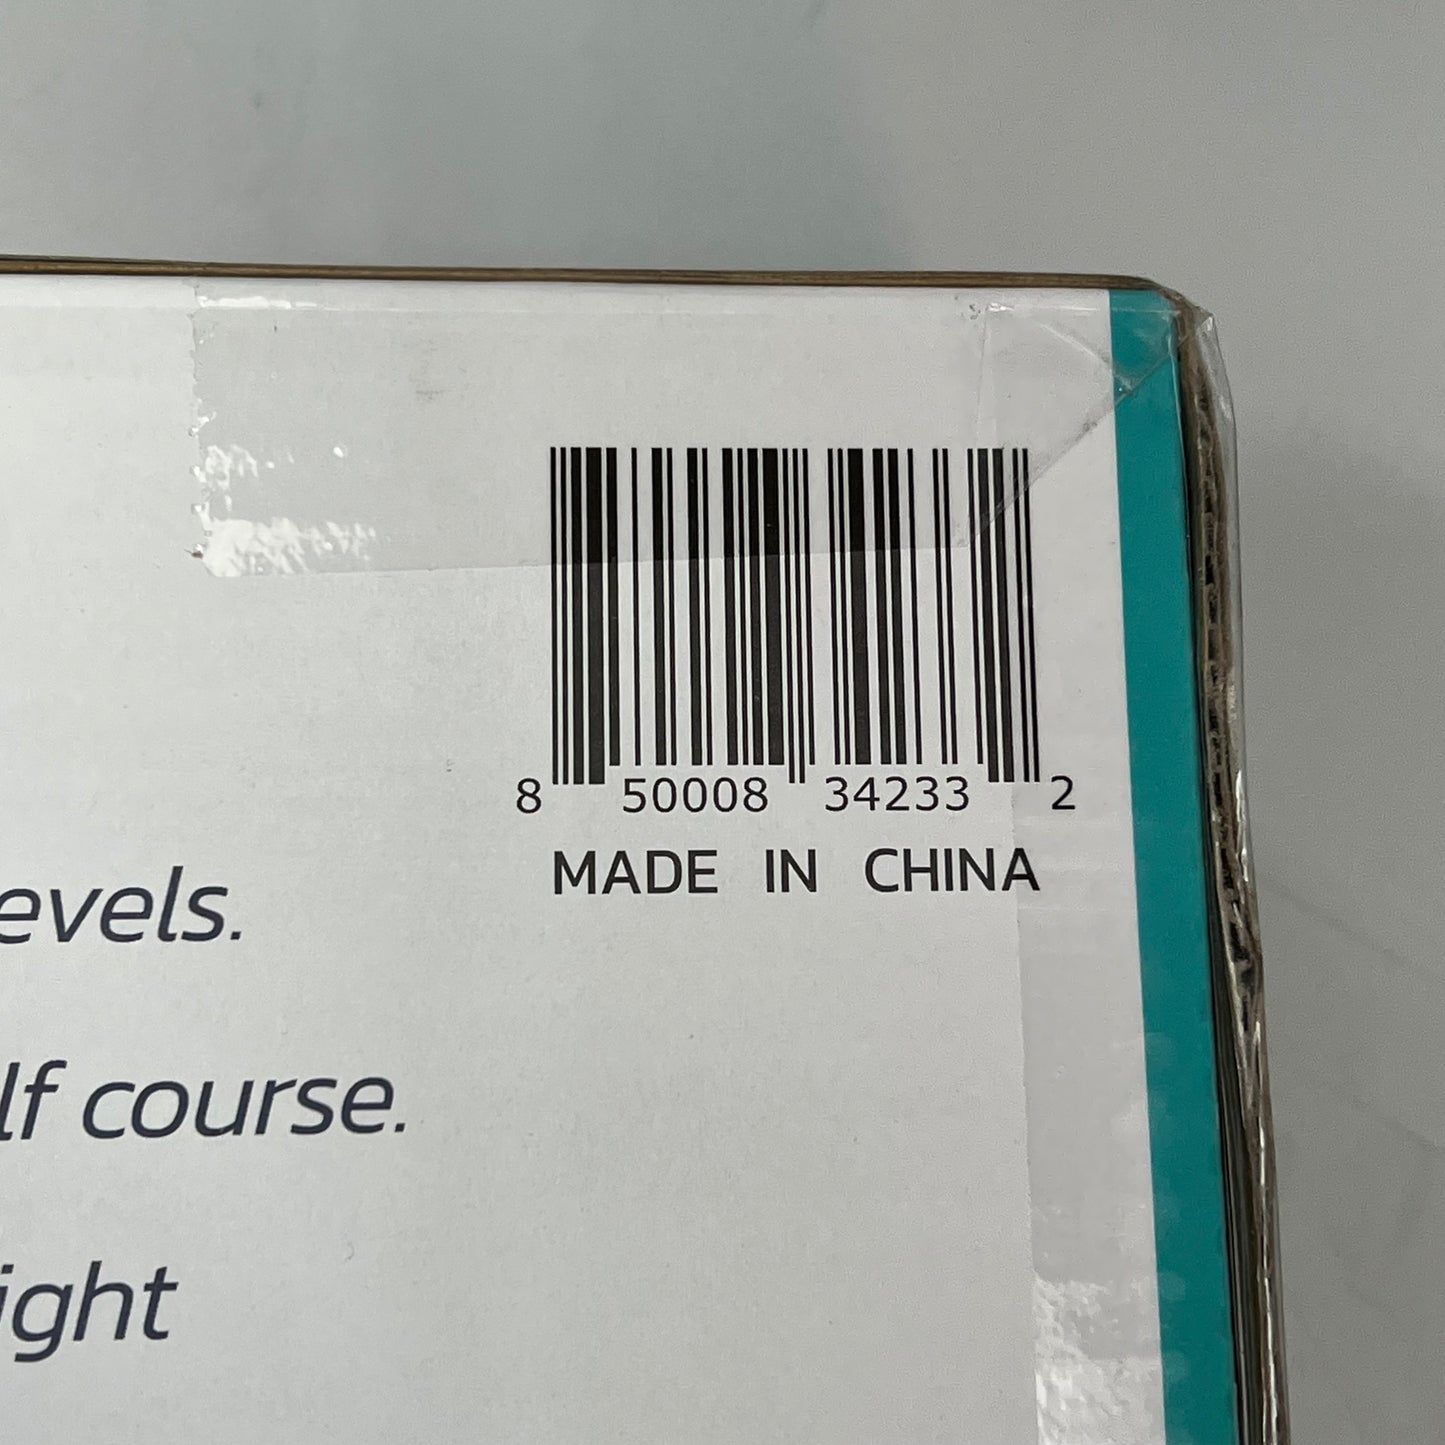 8 50008 34233 2
MADE IN CHINA
evels.
lf course.
ight